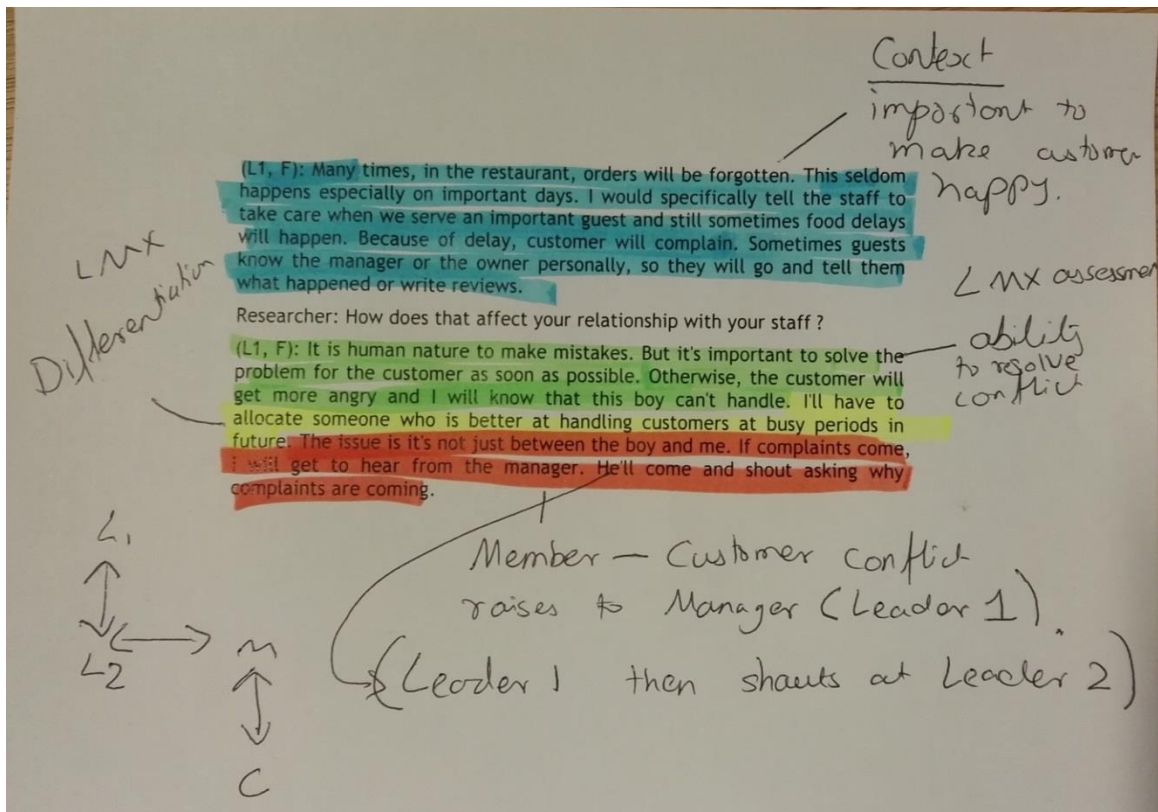 Context
important to
make customer
happy.
(L1, F): Many times, in the restaurant, orders will be forgotten. This seldom
happens especially on important days. I would specifically tell the staff to
take care when we serve an important guest and still sometimes food delays
will happen. Because of delay, customer will complain. Sometimes guests
know the manager or the owner personally, so they will go and tell them
what happened or write reviews.
LMX
Differentiation
LMX assessmen
ability
to resolve
conflict
Researcher: How does that affect your relationship with your staff ?
(L1, F): It is human nature to make mistakes. But it's important to solve the
problem for the customer as soon as possible. Otherwise, the customer will
get more angry and I will know that this boy can't handle. I'll have to
allocate someone who is better at handling customers at busy periods in
future. The issue is it's not just between the boy and me. If complaints come,
i will get to hear from the manager. He'll come and shout asking why
complaints are coming.
Member – Customer conflict
raises to Manager (Leader 1).
(Leader 1 then shouts at Leader 2)
L1
L2 M
C